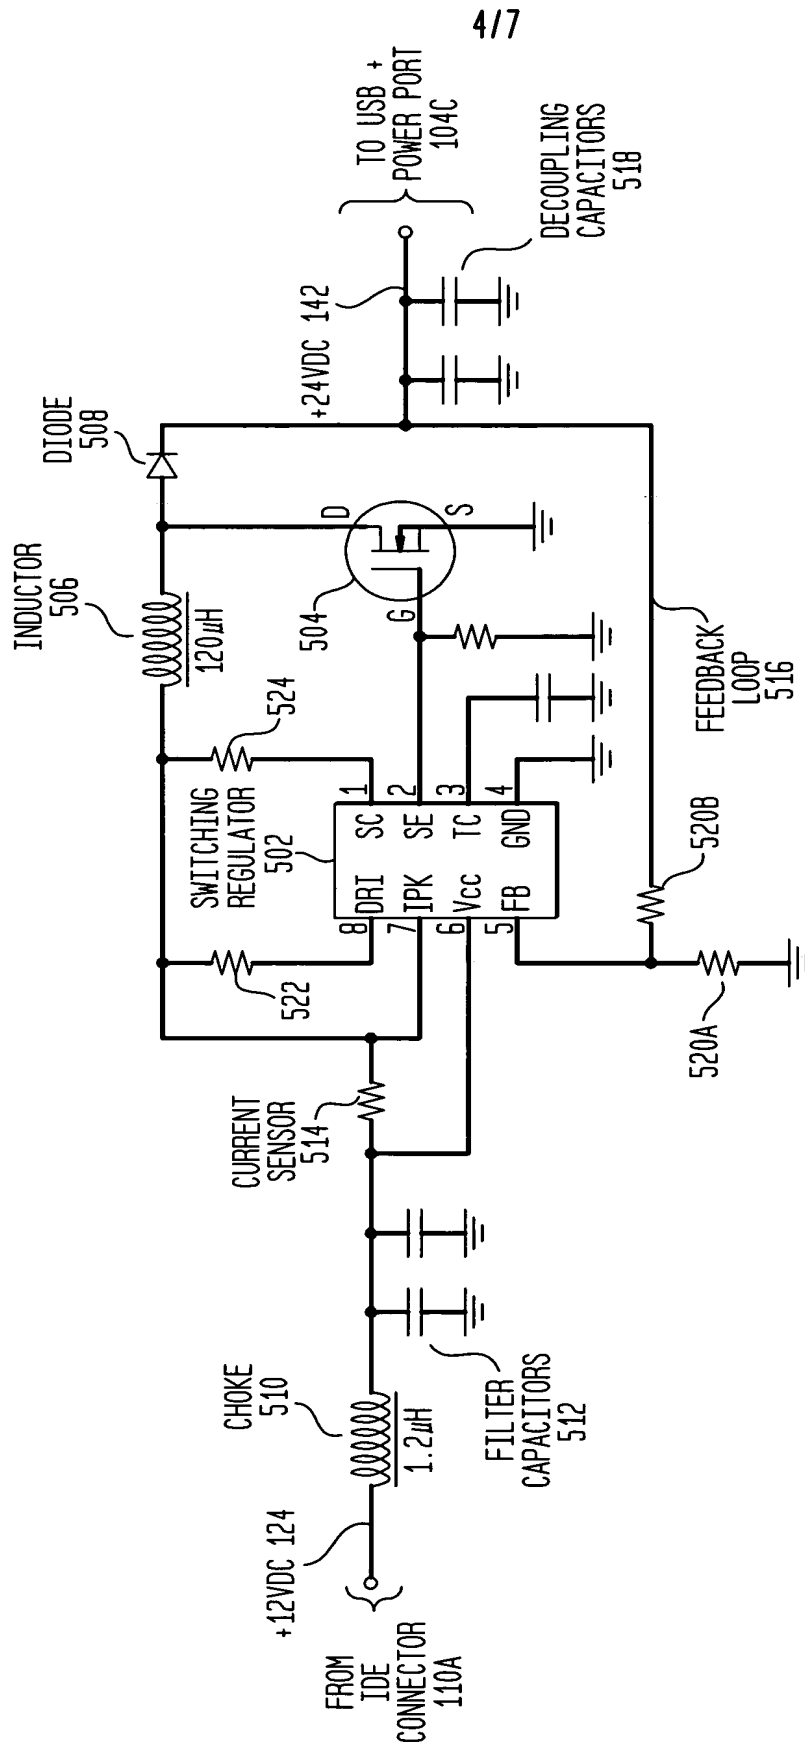 4/7
+12VDC 124
FROM
IDE
CONNECTOR
110A
CHOKE
510
1.2µH
FILTER
CAPACITORS
512
CURRENT
SENSOR
514
522
SWITCHING
REGULATOR
502
524
8
DRI
7
IPK
6
Vcc
5
FB
SC
1
SE
2
TC
3
GND
4
INDUCTOR
506
120µH
504
G
D
S
DIODE
508
+24VDC 142
TO USB +
POWER PORT
104C
DECOUPLING
CAPACITORS
518
FEEDBACK
LOOP
516
520B
520A